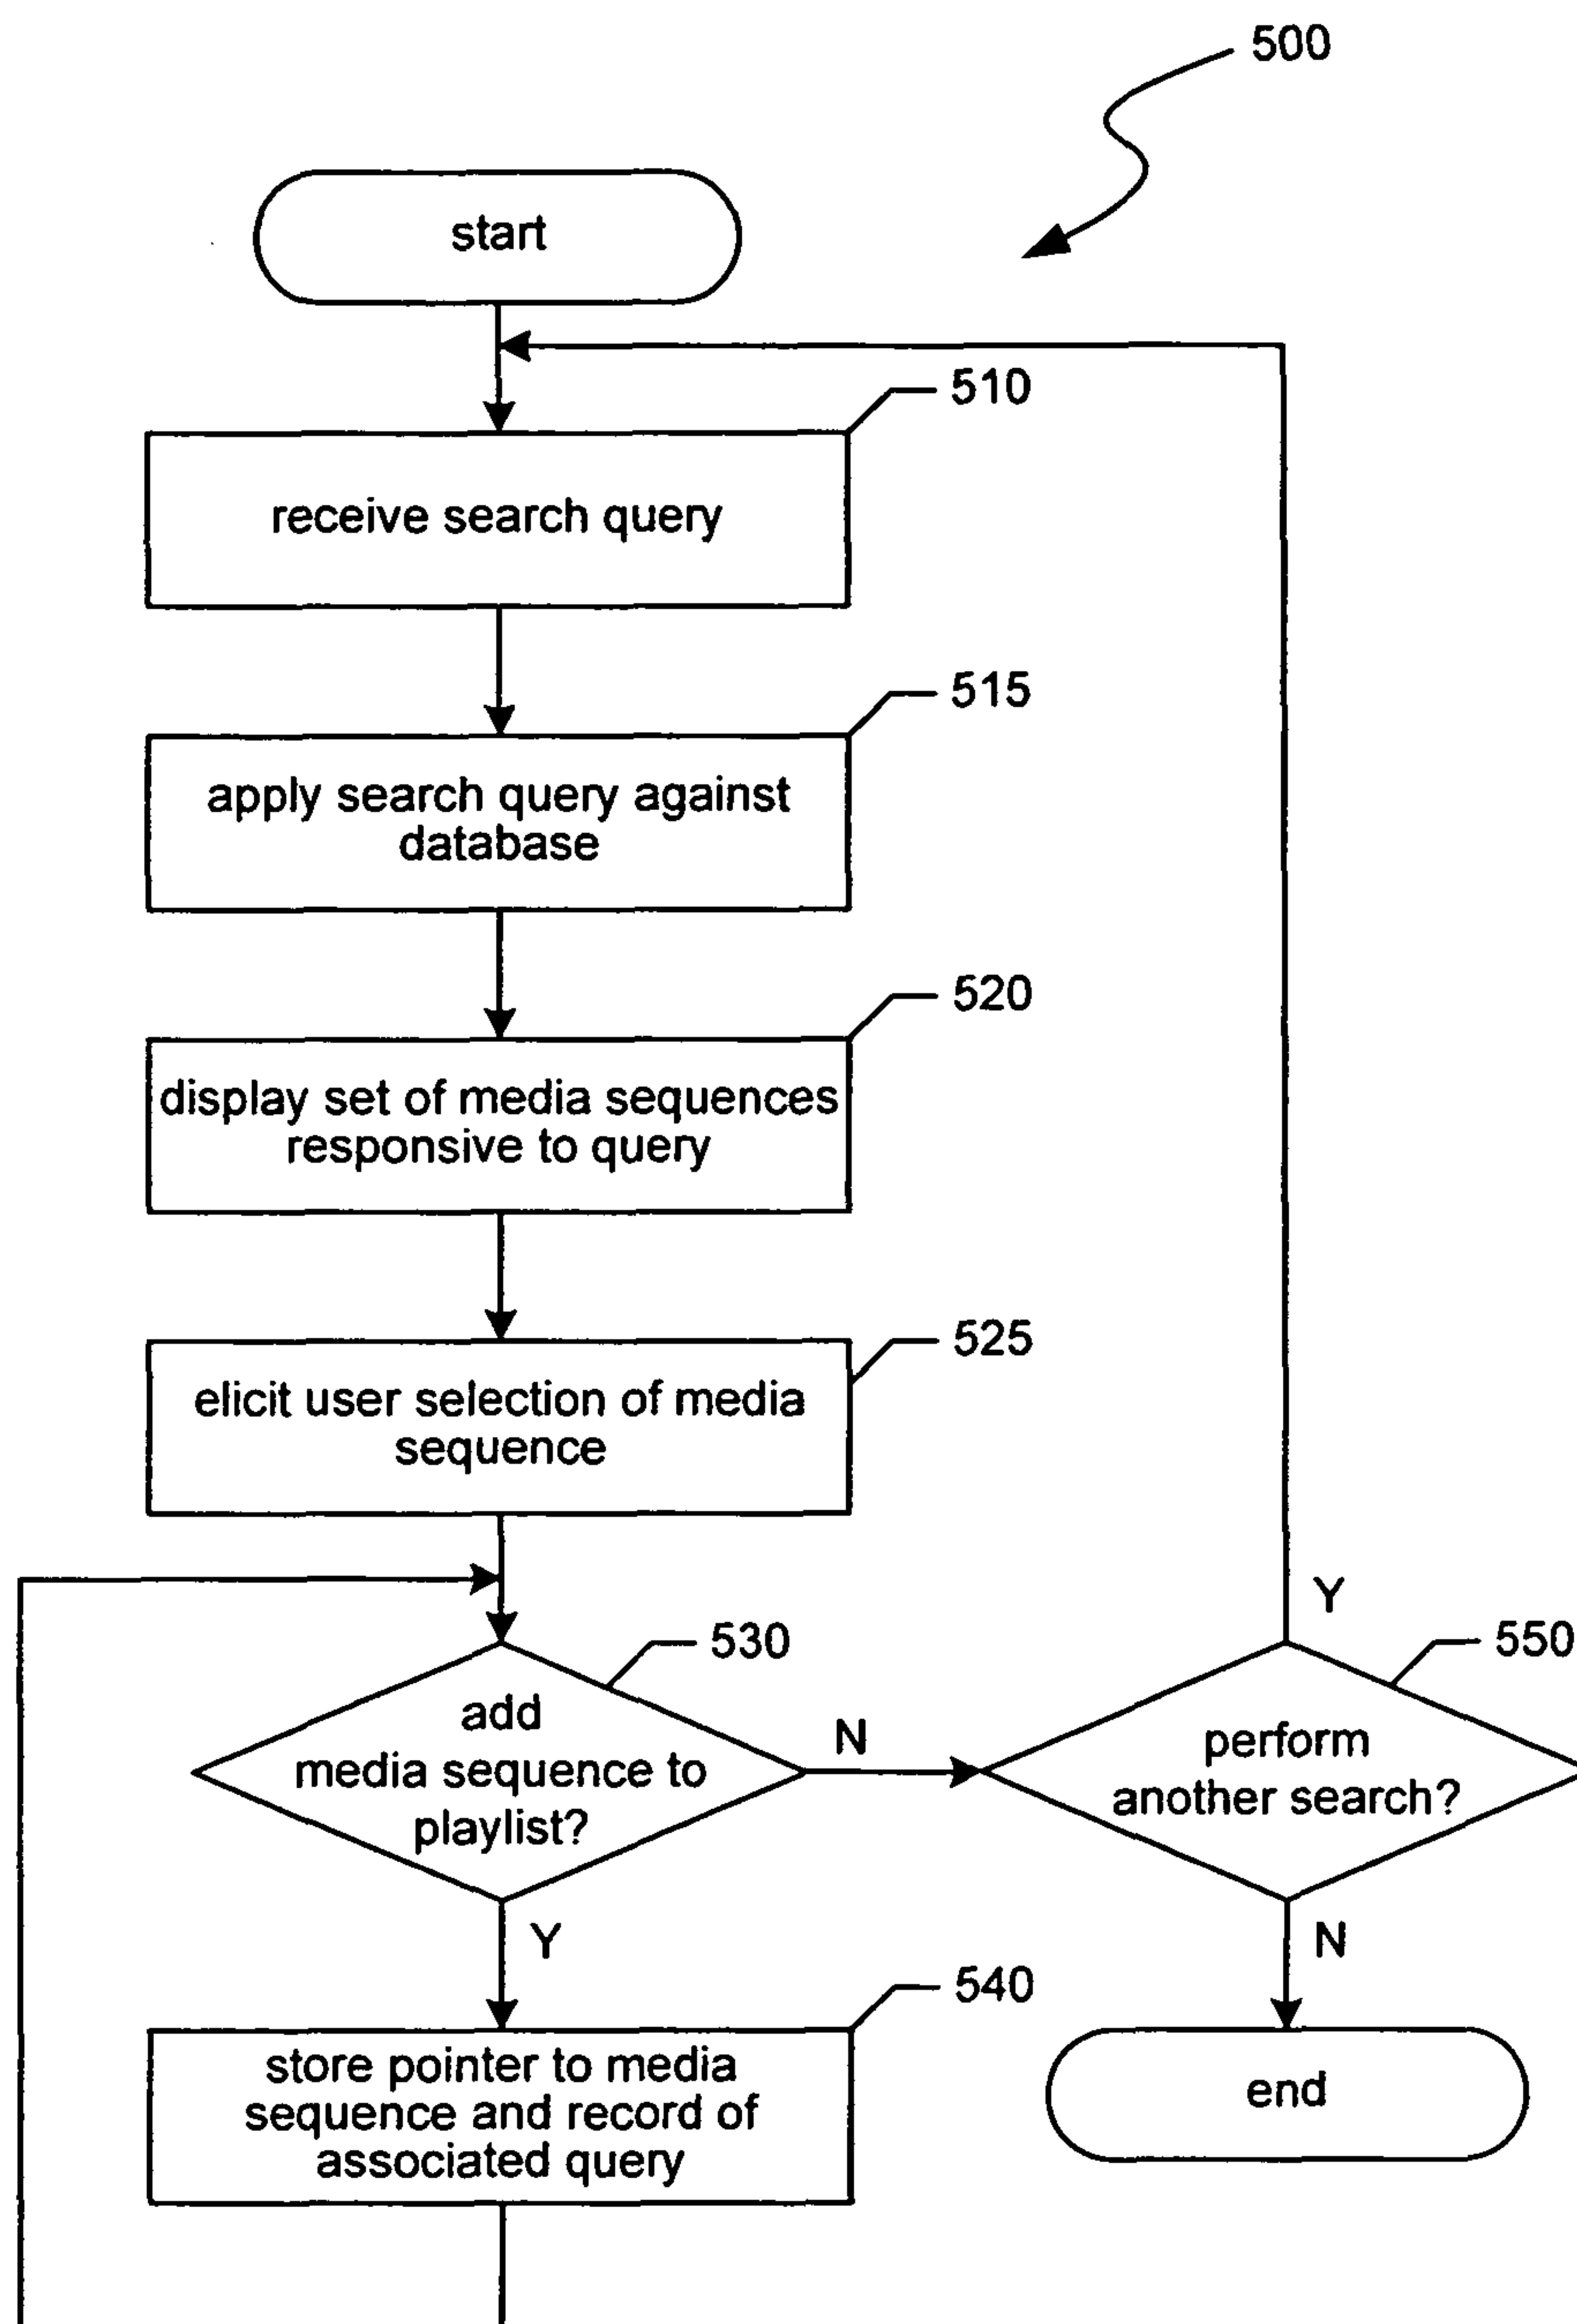 500
start
510
receive search query
515
apply search query against
database
520
display set of media sequences
responsive to query
525
elicit user selection of media
sequence
530
add
media sequence to
playlist?
N
Y
550
perform
another search?
Y
N
540
store pointer to media
sequence and record of
associated query
end